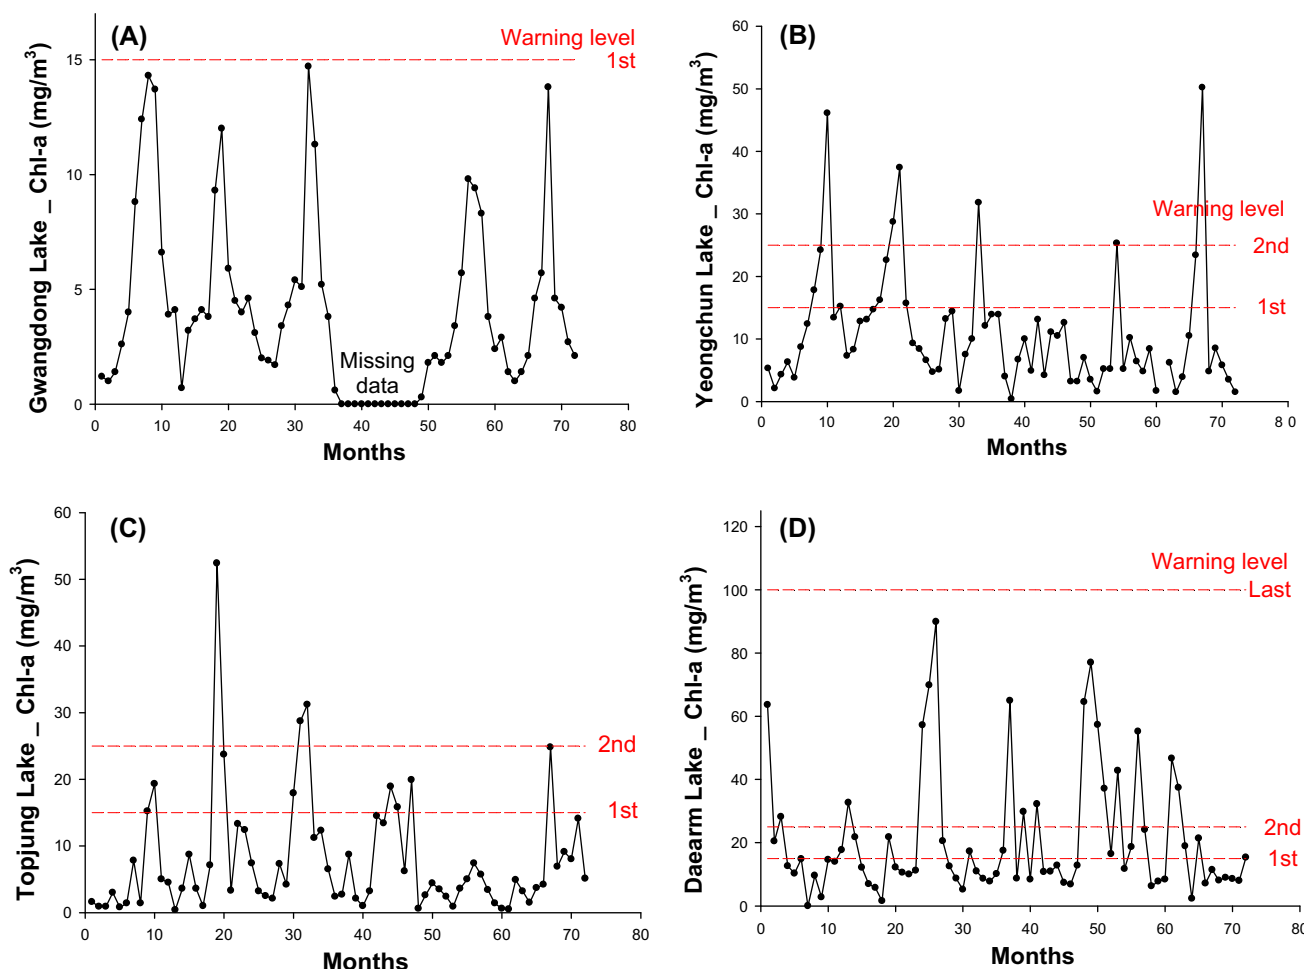 (A)
Warning level
1st
Gwangdong Lake _ Chl-a (mg/m³)
15
10
5
0
Missing
data
0 10 20 30 40 50 60 70 80
Months
(B)
Yeongchun Lake _ Chl-a (mg/m³)
60
50
40
30
20
10
0
Warning level
2nd
1st
0 10 20 30 40 50 60 70 8 0
Months
(C)
Topjung Lake _ Chl-a (mg/m³)
60
50
40
30
20
10
0
2nd
1st
0 10 20 30 40 50 60 70 80
Months
(D)
Daearm Lake _ Chl-a (mg/m³)
120
100
80
60
40
20
0
Warning level
Last
2nd
1st
0 10 20 30 40 50 60 70 80
Months